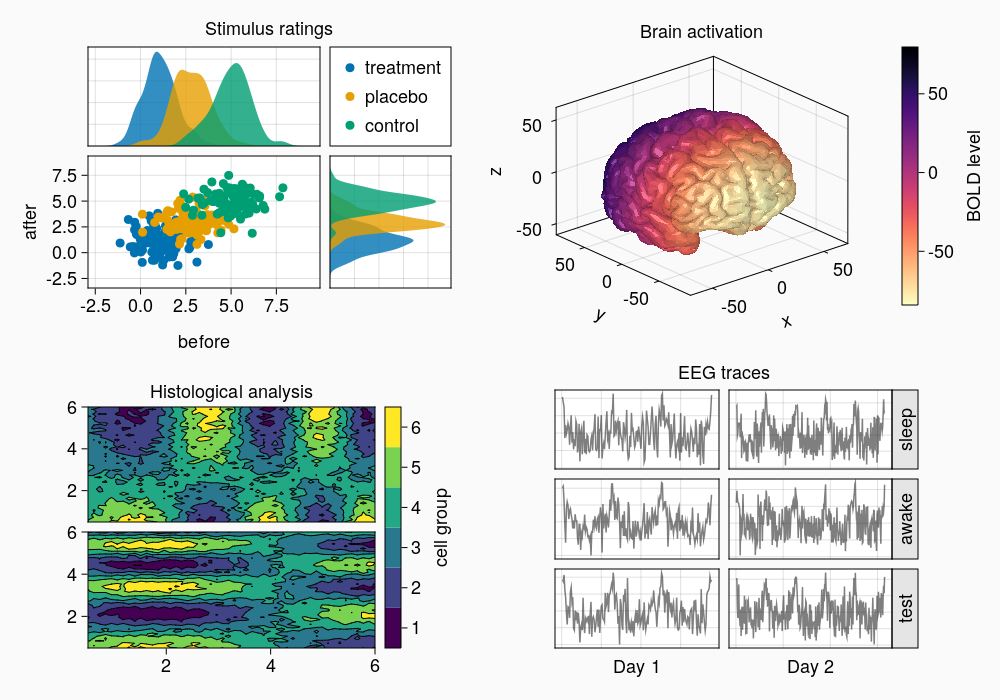 Stimulus ratings
treatment
placebo
control
7.5
5.0
2.5
0.0
-2.5
after
-2.5 0.0 2.5 5.0 7.5
before
Brain activation
50
0
-50
z
50
0
-50
y
-50
0
50
x
50
0
-50
BOLD level
Histological analysis
6
4
2
6
4
2
2 4 6
6
5
4
3
2
1
cell group
EEG traces
sleep
awake
test
Day 1 Day 2